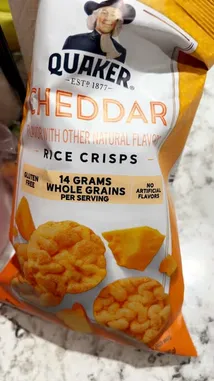 QUAKER
EST.D 1877
CHEDDAR
WITH OTHER NATURAL FLAVOR
RICE CRISPS
GLUTEN
FREE
14 GRAMS
WHOLE GRAINS
PER SERVING
NO
ARTIFICIAL
FLAVORS